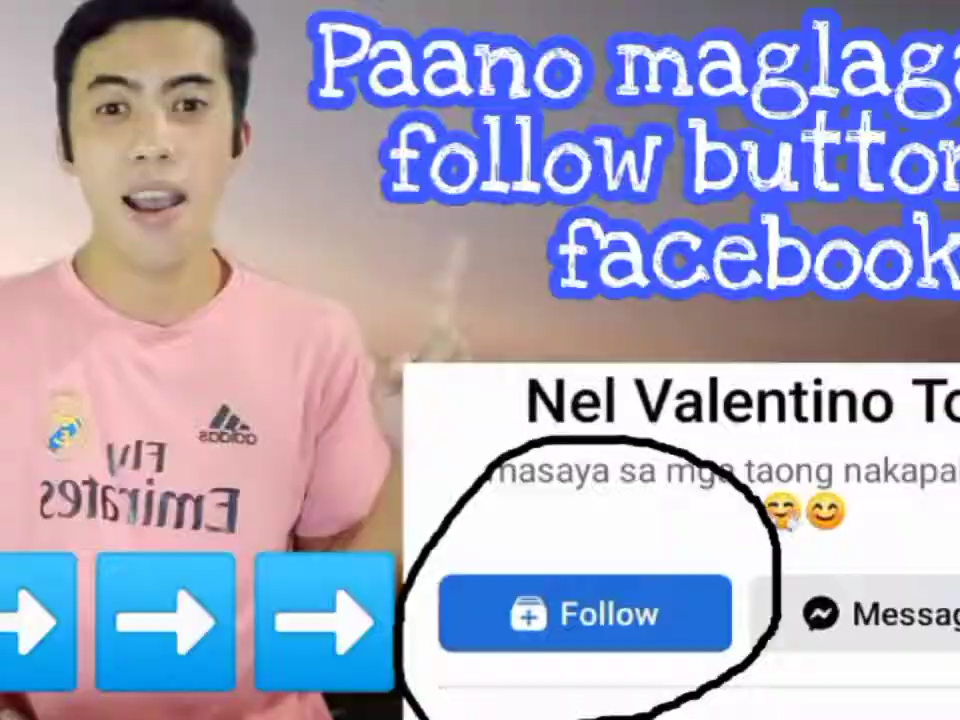 Paano maglaga
follow button
facebook
adidas
Fly
Emirates
Nel Valentino To
masaya sa mga taong nakapal
Follow
Messag